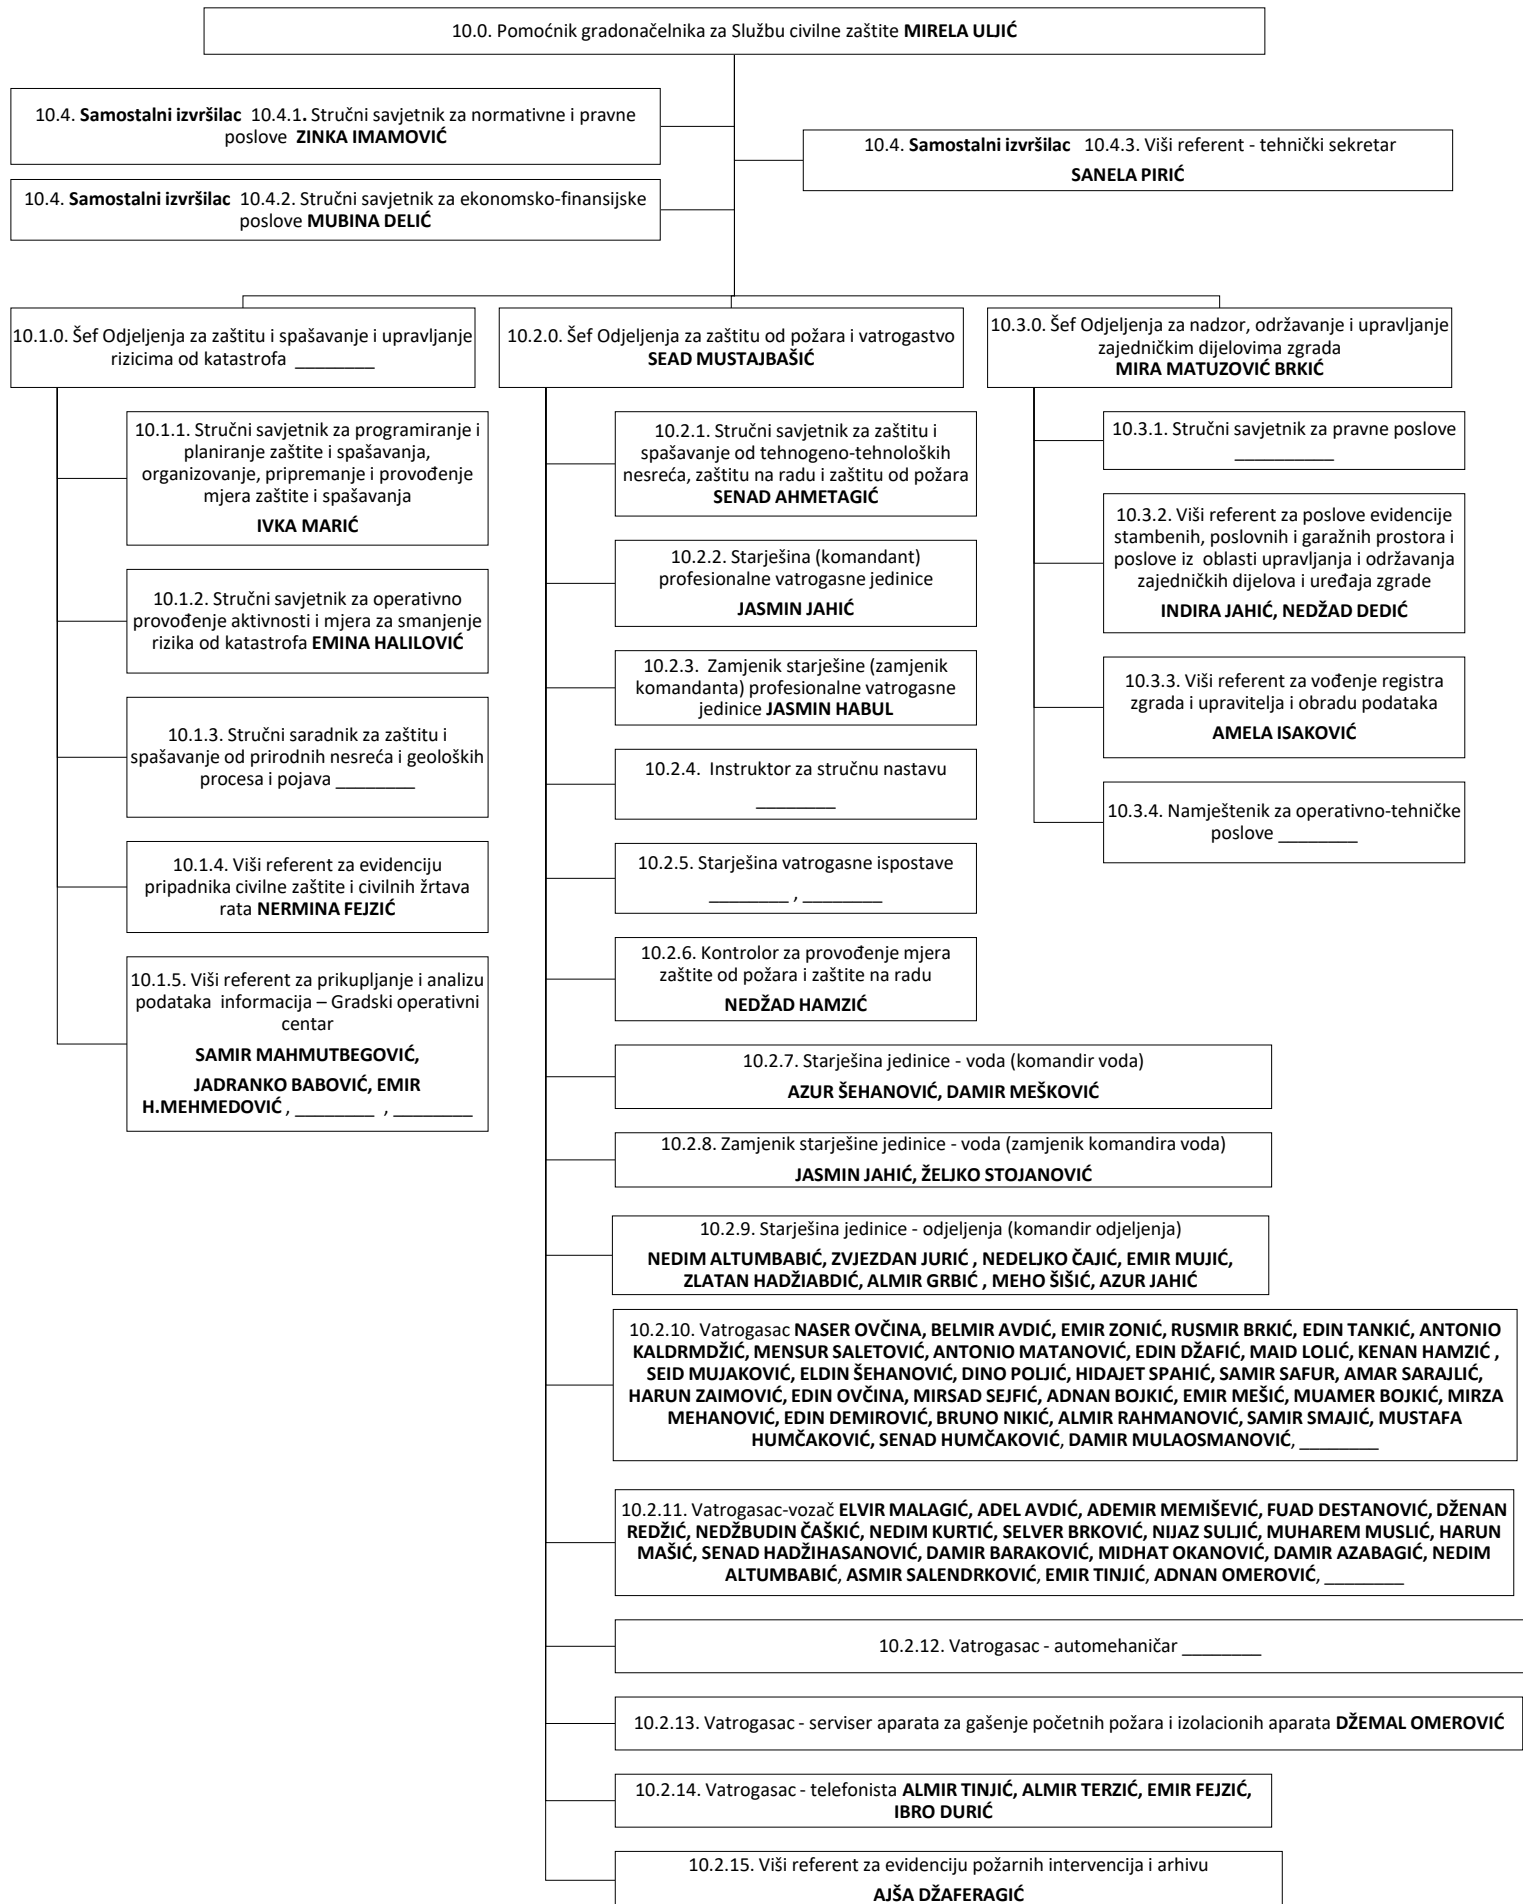 10.0. Pomoćnik gradonačelnika za Službu civilne zaštite MIRELA ULJIĆ
10.4. Samostalni izvršilac 10.4.1. Stručni savjetnik za normativne i pravne
poslove ZINKA IMAMOVIĆ
10.4. Samostalni izvršilac 10.4.3. Viši referent - tehnički sekretar
SANELA PIRIĆ
10.4. Samostalni izvršilac 10.4.2. Stručni savjetnik za ekonomsko-finansijske
poslove MUBINA DELIĆ
10.1.0. Šef Odjeljenja za zaštitu i spašavanje i upravljanje
rizicima od katastrofa ________
10.1.1. Stručni savjetnik za programiranje i
planiranje zaštite i spašavanja,
organizovanje, pripremanje i provođenje
mjera zaštite i spašavanja
IVKA MARIĆ
10.1.2. Stručni savjetnik za operativno
provođenje aktivnosti i mjera za smanjenje
rizika od katastrofa EMINA HALILOVIĆ
10.1.3. Stručni saradnik za zaštitu i
spašavanje od prirodnih nesreća i geoloških
procesa i pojava ________
10.1.4. Viši referent za evidenciju
pripadnika civilne zaštite i civilnih žrtava
rata NERMINA FEJZIĆ
10.1.5. Viši referent za prikupljanje i analizu
podataka informacija – Gradski operativni
centar
SAMIR MAHMUTBEGOVIĆ,
JADRANKO BABOVIĆ, EMIR
H.MEHMEDOVIĆ , ________ , ________
10.2.0. Šef Odjeljenja za zaštitu od požara i vatrogastvo
SEAD MUSTAJBAŠIĆ
10.2.1. Stručni savjetnik za zaštitu i
spašavanje od tehnogeno-tehnoloških
nesreća, zaštitu na radu i zaštitu od požara
SENAD AHMETAGIĆ
10.2.2. Starješina (komandant)
profesionalne vatrogasne jedinice
JASMIN JAHIĆ
10.2.3. Zamjenik starješine (zamjenik
komandanta) profesionalne vatrogasne
jedinice JASMIN HABUL
10.2.4. Instruktor za stručnu nastavu
________
10.2.5. Starješina vatrogasne ispostave
________ , ________
10.2.6. Kontrolor za provođenje mjera
zaštite od požara i zaštite na radu
NEDŽAD HAMZIĆ
10.2.7. Starješina jedinice - voda (komandir voda)
AZUR ŠEHANOVIĆ, DAMIR MEŠKOVIĆ
10.2.8. Zamjenik starješine jedinice - voda (zamjenik komandira voda)
JASMIN JAHIĆ, ŽELJKO STOJANOVIĆ
10.2.9. Starješina jedinice - odjeljenja (komandir odjeljenja)
NEDIM ALTUMBABIĆ, ZVJEZDAN JURIĆ , NEDELJKO ČAJIĆ, EMIR MUJIĆ,
ZLATAN HADŽIABDIĆ, ALMIR GRBIĆ , MEHO ŠIŠIĆ, AZUR JAHIĆ
10.2.10. Vatrogasac NASER OVČINA, BELMIR AVDIĆ, EMIR ZONIĆ, RUSMIR BRKIĆ, EDIN TANKIĆ, ANTONIO
KALDRMDŽIĆ, MENSUR SALETOVIĆ, ANTONIO MATANOVIĆ, EDIN DŽAFIĆ, MAID LOLIĆ, KENAN HAMZIĆ ,
SEID MUJAKOVIĆ, ELDIN ŠEHANOVIĆ, DINO POLJIĆ, HIDAJET SPAHIĆ, SAMIR SAFUR, AMAR SARAJLIĆ,
HARUN ZAIMOVIĆ, EDIN OVČINA, MIRSAD SEJFIĆ, ADNAN BOJKIĆ, EMIR MEŠIĆ, MUAMER BOJKIĆ, MIRZA
MEHANOVIĆ, EDIN DEMIROVIĆ, BRUNO NIKIĆ, ALMIR RAHMANOVIĆ, SAMIR SMAJIĆ, MUSTAFA
HUMČAKOVIĆ, SENAD HUMČAKOVIĆ, DAMIR MULAOSMANOVIĆ, ________
10.2.11. Vatrogasac-vozač ELVIR MALAGIĆ, ADEL AVDIĆ, ADEMIR MEMIŠEVIĆ, FUAD DESTANOVIĆ, DŽENAN
REDŽIĆ, NEDŽBUDIN ČAŠKIĆ, NEDIM KURTIĆ, SELVER BRKOVIĆ, NIJAZ SULJIĆ, MUHAREM MUSLIĆ, HARUN
MAŠIĆ, SENAD HADŽIHASANOVIĆ, DAMIR BARAKOVIĆ, MIDHAT OKANOVIĆ, DAMIR AZABAGIĆ, NEDIM
ALTUMBABIĆ, ASMIR SALENDRKOVIĆ, EMIR TINJIĆ, ADNAN OMEROVIĆ, ________
10.2.12. Vatrogasac - automehaničar ________
10.2.13. Vatrogasac - serviser aparata za gašenje početnih požara i izolacionih aparata DŽEMAL OMEROVIĆ
10.2.14. Vatrogasac - telefonista ALMIR TINJIĆ, ALMIR TERZIĆ, EMIR FEJZIĆ,
IBRO DURIĆ
10.2.15. Viši referent za evidenciju požarnih intervencija i arhivu
AJŠA DŽAFERAGIĆ
10.3.0. Šef Odjeljenja za nadzor, održavanje i upravljanje
zajedničkim dijelovima zgrada
MIRA MATUZOVIĆ BRKIĆ
10.3.1. Stručni savjetnik za pravne poslove
__________
10.3.2. Viši referent za poslove evidencije
stambenih, poslovnih i garažnih prostora i
poslove iz oblasti upravljanja i održavanja
zajedničkih dijelova i uređaja zgrade
INDIRA JAHIĆ, NEDŽAD DEDIĆ
10.3.3. Viši referent za vođenje registra
zgrada i upravitelja i obradu podataka
AMELA ISAKOVIĆ
10.3.4. Namještenik za operativno-tehničke
poslove ________